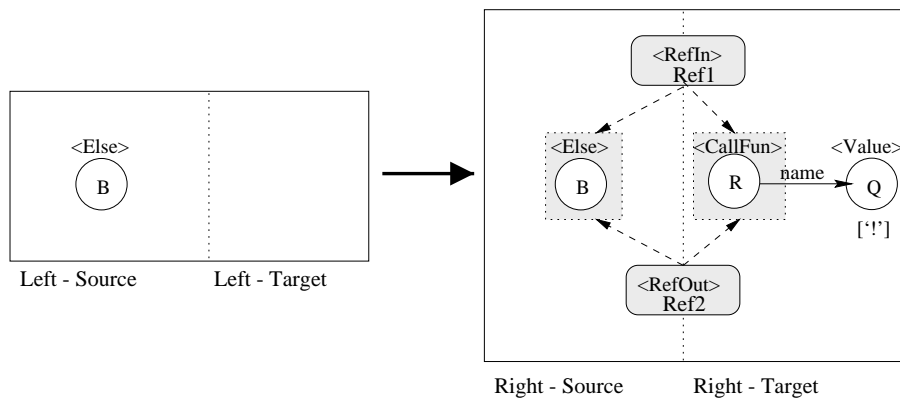 <Else>
B
Left - Source
Left - Target
<RefIn>
Ref1
<Else>
B
<CallFun>
R
name
<Value>
Q
[‘!’]
<RefOut>
Ref2
Right - Source
Right - Target